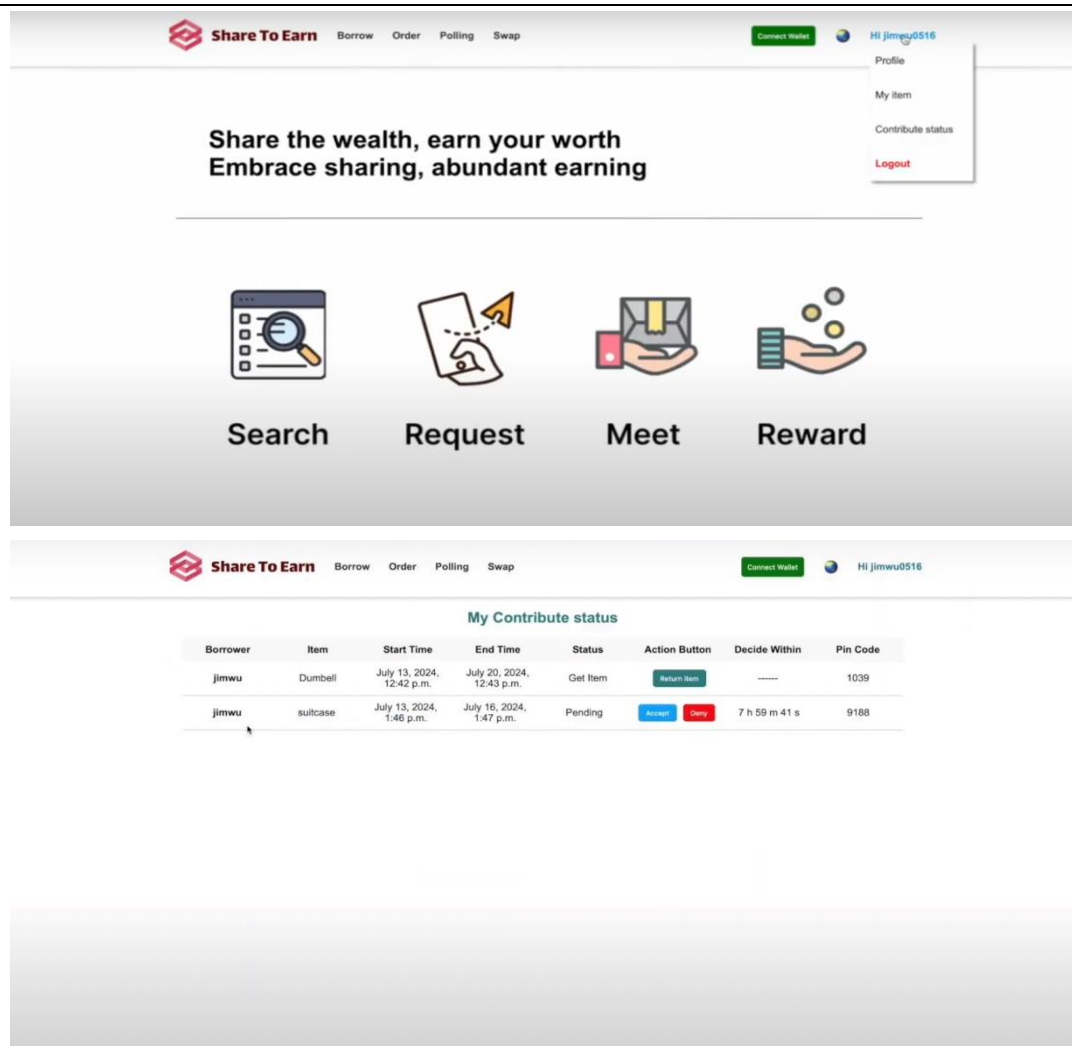 Share To Earn Borrow Order Polling Swap Connect Wallet Hi jimwu0516
Profile
My item
Contribute status
Logout
Share the wealth, earn your worth
Embrace sharing, abundant earning
Search Request Meet Reward
Share To Earn Borrow Order Polling Swap Connect Wallet Hi jimwu0516
My Contribute status
Borrower Item Start Time End Time Status Action Button Decide Within Pin Code
jimwu Dumbell July 13, 2024, 12:42 p.m. July 20, 2024, 12:43 p.m. Get Item Return Item ------ 1039
jimwu suitcase July 13, 2024, 1:46 p.m. July 16, 2024, 1:47 p.m. Pending Accept Deny 7 h 59 m 41 s 9188